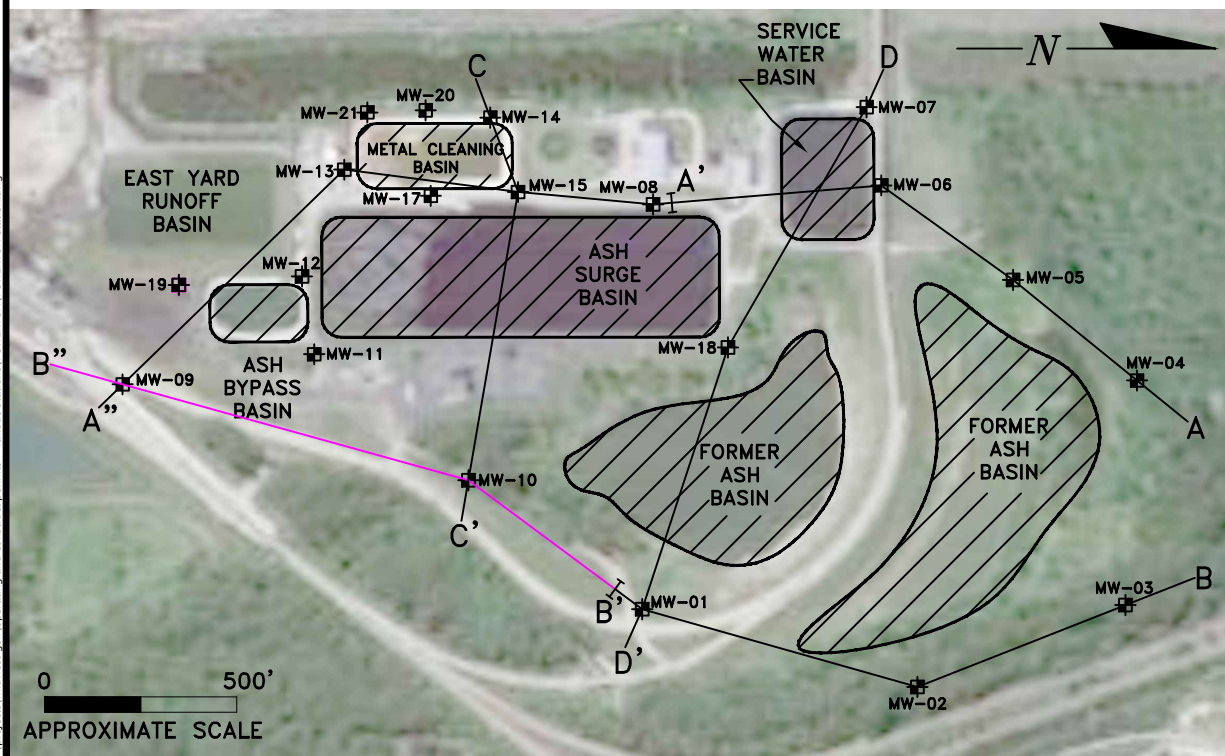 SERVICE
WATER
BASIN
N
D
C
MW-07
MW-20
MW-21
MW-14
METAL CLEANING
BASIN
MW-13
EAST YARD
RUNOFF
BASIN
MW-15
MW-08
A'
MW-06
MW-17
ASH
SURGE
BASIN
MW-12
MW-19
MW-05
MW-11
MW-18
B"
MW-09
ASH
BYPASS
BASIN
A"
MW-04
A
FORMER
ASH
BASIN
FORMER
ASH
BASIN
MW-10
C'
B'
MW-01
D'
MW-03
B
MW-02
0 500'
APPROXIMATE SCALE